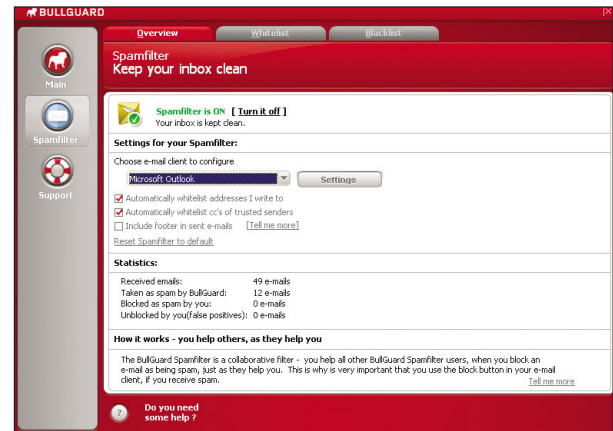 BULLGUARD
Overview
Whitelist
Blacklist
Main
Spamfilter
Support
Spamfilter
Keep your inbox clean
Spamfilter is ON [ Turn it off ]
Your inbox is kept clean.
Settings for your Spamfilter:
Choose e-mail client to configure
Microsoft Outlook
Settings
Automatically whitelist addresses I write to
Automatically whitelist cc's of trusted senders
Include footer in sent e-mails [Tell me more]
Reset Spamfilter to default
Statistics:
Received emails: 49 e-mails
Taken as spam by BullGuard: 12 e-mails
Blocked as spam by you: 0 e-mails
Unblocked by you(false positives): 0 e-mails
How it works - you help others, as they help you
The BullGuard Spamfilter is a collaborative filter - you help all other BullGuard Spamfilter users, when you block an
e-mail as being spam, just as they help you. This is why is very important that you use the block button in your e-mail
client, if you receive spam.
Tell me more
? Do you need
some help ?